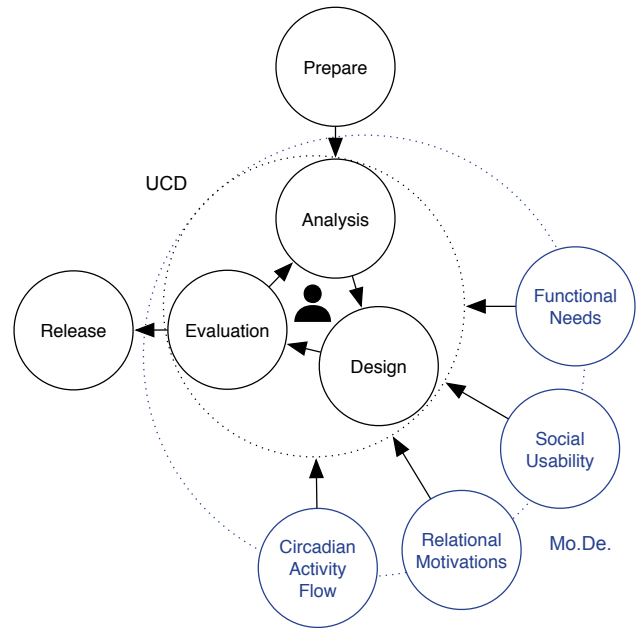 Prepare
UCD
Analysis
Release
Evaluation
Design
Functional
Needs
Social
Usability
Relational
Motivations
Mo.De.
Circadian
Activity
Flow